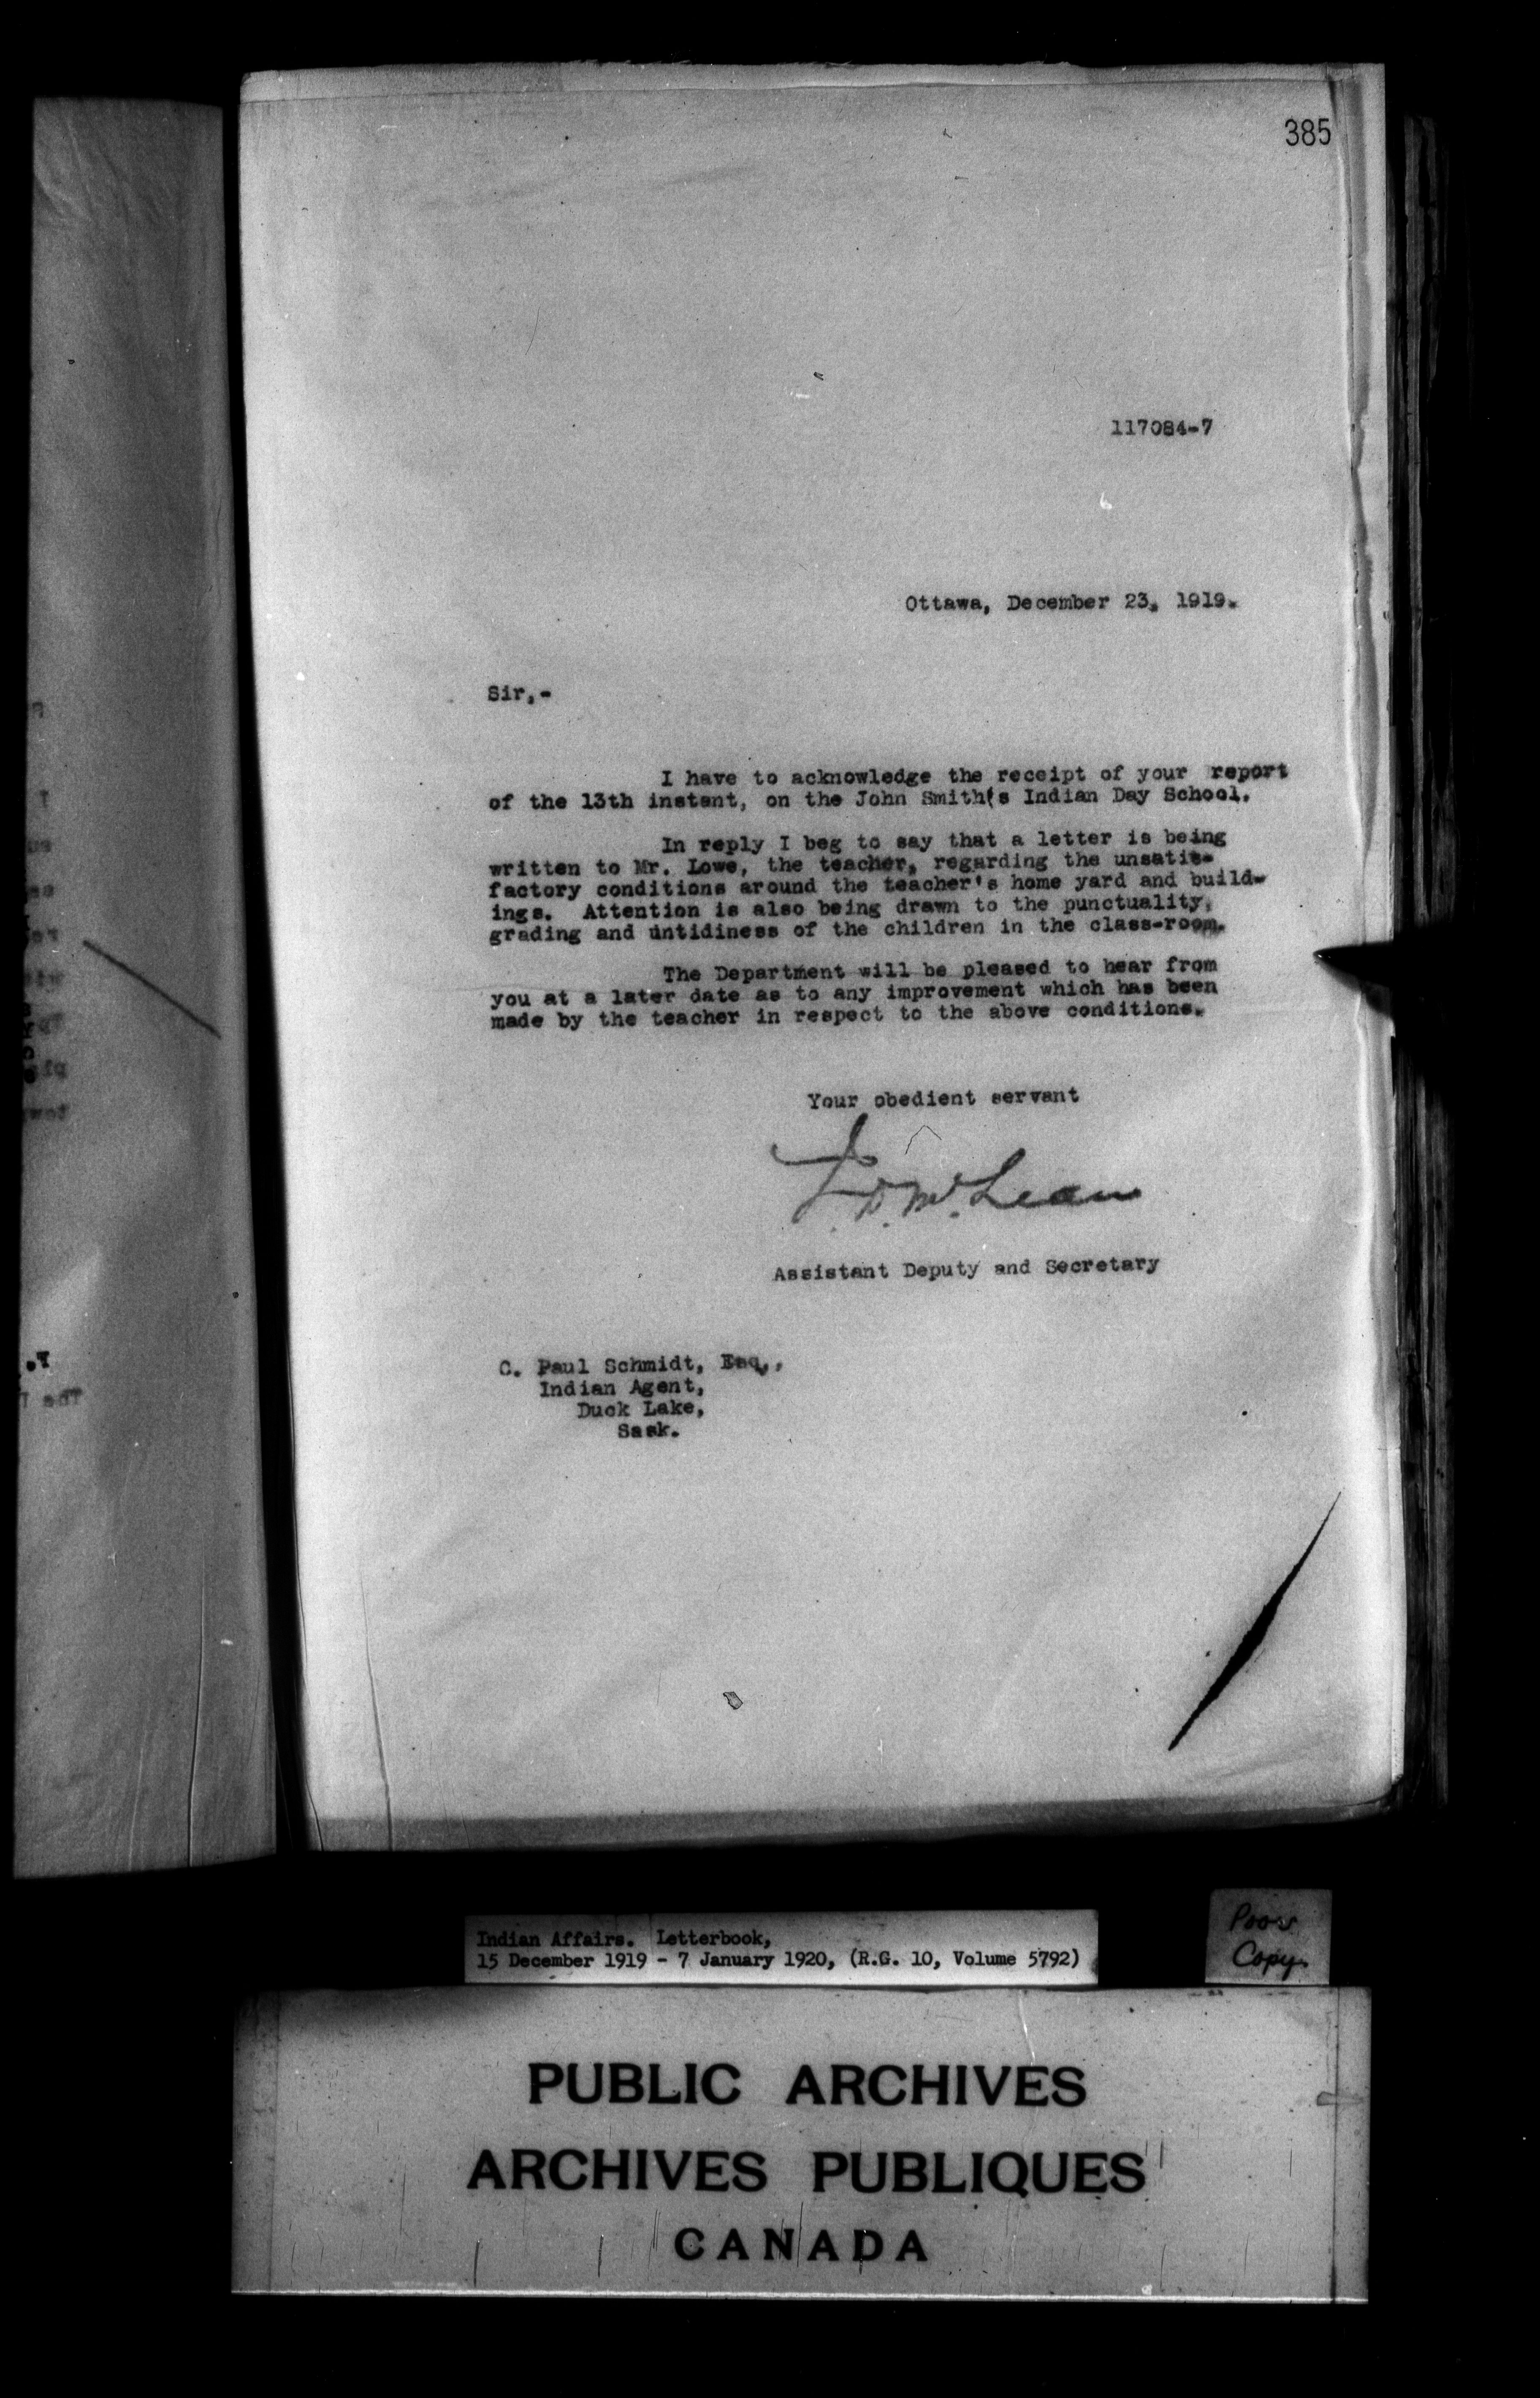 385
117084-7
Ottawa, December 23, 1919.
Sir,-
I have to acknowledge the receipt of your report
of the 13th instant, on the John Smith's Indian Day School.
In reply I beg to say that a letter is being
written to Mr. Lowe, the teacher, regarding the unsatis-
factory conditions around the teacher's home yard and build-
ings. Attention is also being drawn to the punctuality,
grading and untidiness of the children in the class-room.
The Department will be pleased to hear from
you at a later date as to any improvement which has been
made by the teacher in respect to the above conditions.
Your obedient servant
J. D. McLean
Assistant Deputy and Secretary
C. Paul Schmidt, Esq.,
Indian Agent,
Duck Lake,
Sask.
Indian Affairs. Letterbook,
15 December 1919 - 7 January 1920, (R.G. 10, Volume 5792)
Poor
Copy
PUBLIC ARCHIVES
ARCHIVES PUBLIQUES
CANADA